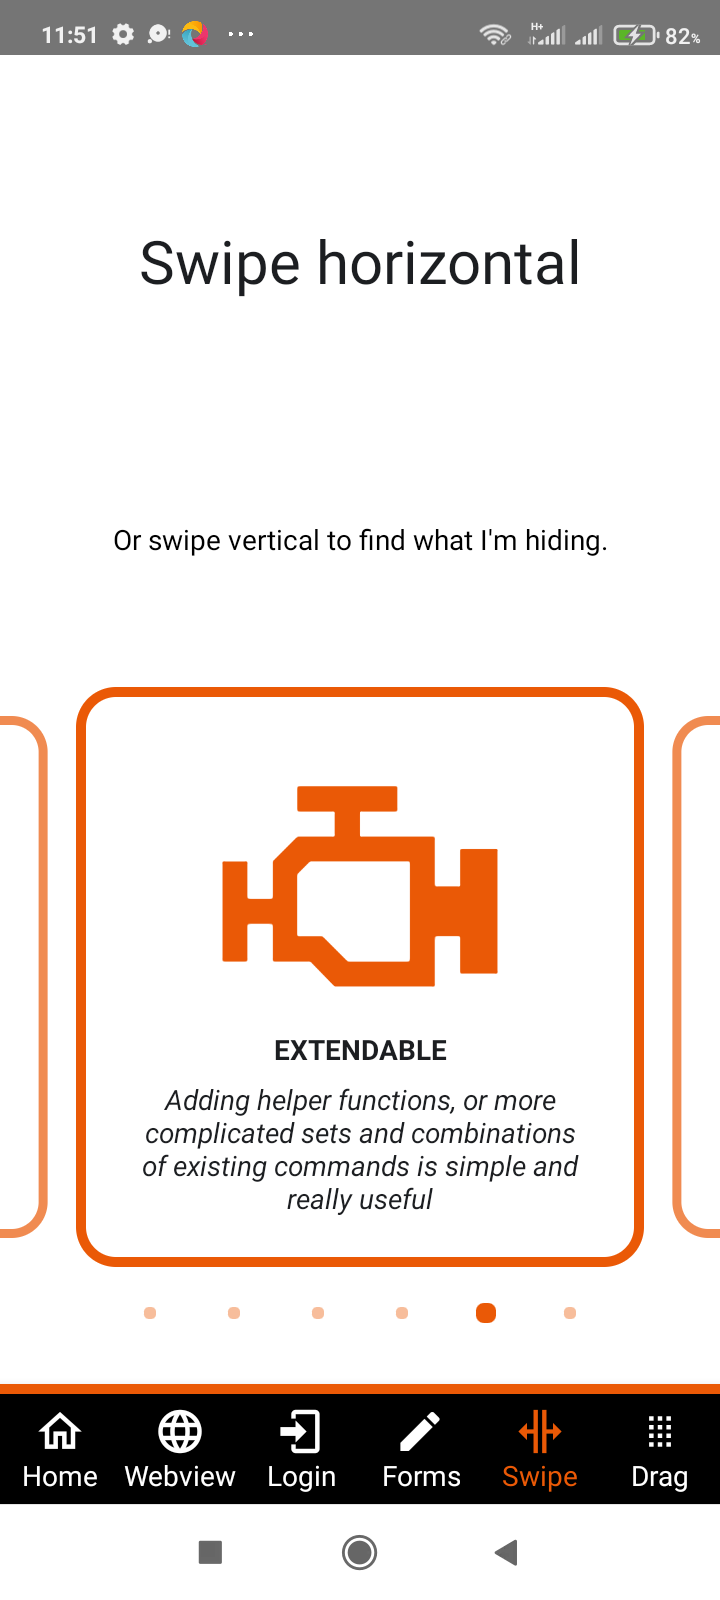 11:51
H+
82%
Swipe horizontal
Or swipe vertical to find what I'm hiding.
EXTENDABLE
Adding helper functions, or more
complicated sets and combinations
of existing commands is simple and
really useful
Home Webview Login Forms Swipe Drag